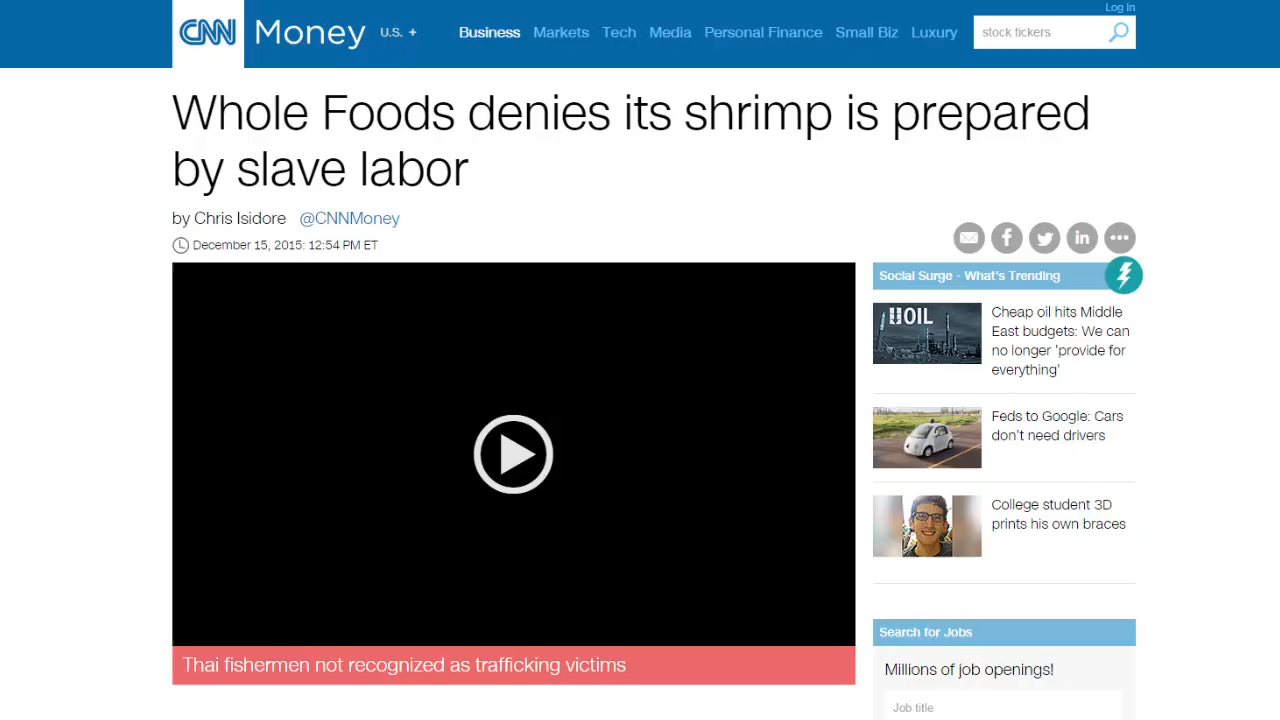 Log In
CNN Money U.S. + Business Markets Tech Media Personal Finance Small Biz Luxury stock tickers
Whole Foods denies its shrimp is prepared
by slave labor
by Chris Isidore @CNNMoney
December 15, 2015: 12:54 PM ET
Social Surge - What's Trending
OIL
Cheap oil hits Middle
East budgets: We can
no longer 'provide for
everything'
Feds to Google: Cars
don't need drivers
College student 3D
prints his own braces
Thai fishermen not recognized as trafficking victims
Search for Jobs
Millions of job openings!
Job title